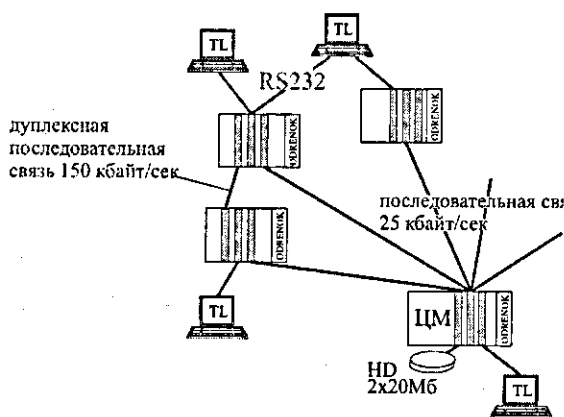 TL
TL
RS232
ODRENOK
ODRENOK
дуплексная
последовательная
связь 150 кбайт/сек
последовательная свя
25 кбайт/сек
ODRENOK
ЦМ
ODRENOK
TL
HD
2x20Мб
TL